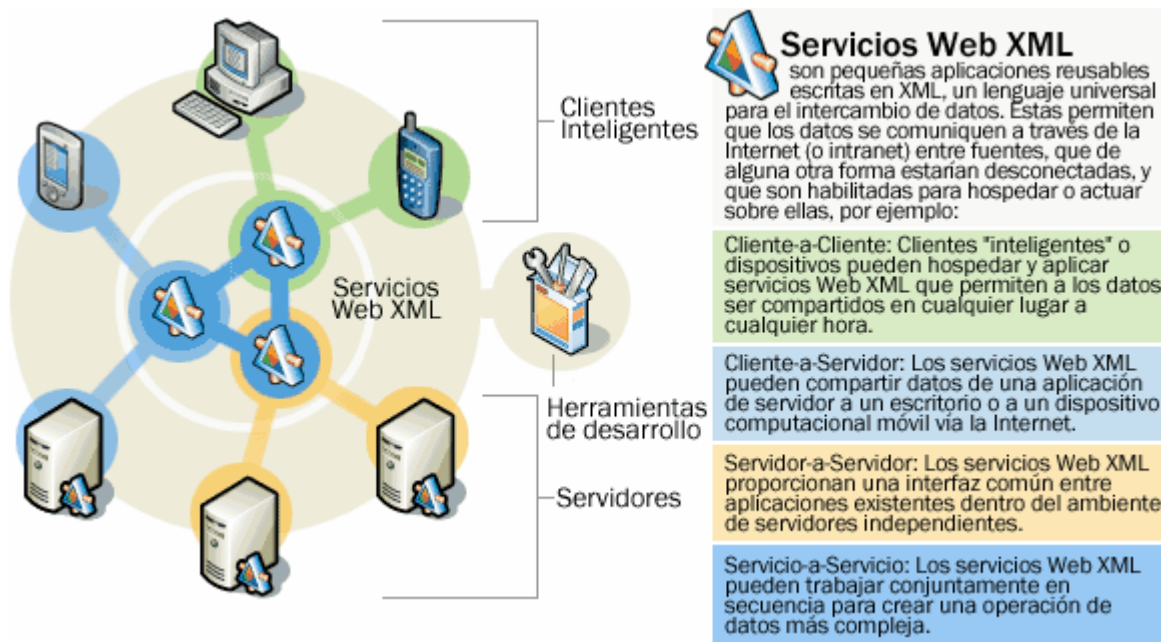 Clientes
Inteligentes
Servicios
Web XML
Herramientas
de desarrollo
Servidores
Servicios Web XML
son pequeñas aplicaciones reusables
escritas en XML, un lenguaje universal
para el intercambio de datos. Estas permiten
que los datos se comuniquen a través de la
Internet (o intranet) entre fuentes, que de
alguna otra forma estarían desconectadas, y
que son habilitadas para hospedar o actuar
sobre ellas, por ejemplo:
Cliente-a-Cliente: Clientes "inteligentes" o
dispositivos pueden hospedar y aplicar
servicios Web XML que permiten a los datos
ser compartidos en cualquier lugar a
cualquier hora.
Cliente-a-Servidor: Los servicios Web XML
pueden compartir datos de una aplicación
de servidor a un escritorio o a un dispositivo
computacional móvil vía la Internet.
Servidor-a-Servidor: Los servicios Web XML
proporcionan una interfaz común entre
aplicaciones existentes dentro del ambiente
de servidores independientes.
Servicio-a-Servicio: Los servicios Web XML
pueden trabajar conjuntamente en
secuencia para crear una operación de
datos más compleja.